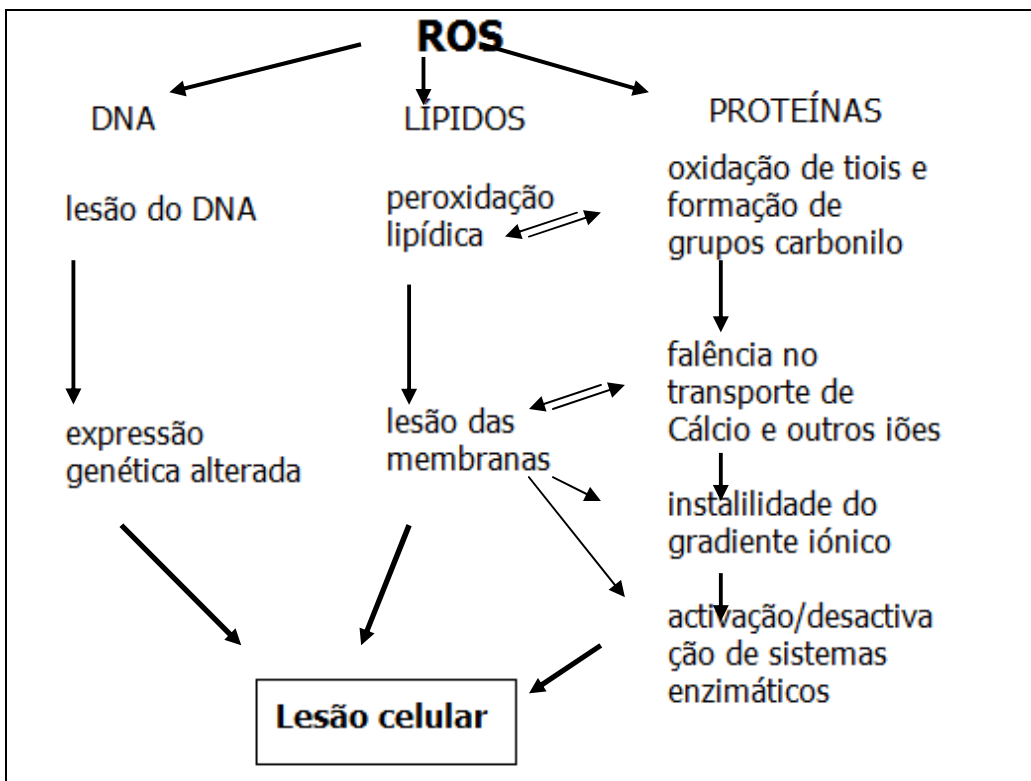 ROS
DNA
LÍPIDOS
PROTEÍNAS
lesão do DNA
peroxidação
lipídica
oxidação de tiois e
formação de
grupos carbonilo
expressão
genética alterada
lesão das
membranas
falência no
transporte de
Cálcio e outros iões
instalilidade do
gradiente iónico
activação/desactiva
ção de sistemas
enzimáticos
Lesão celular